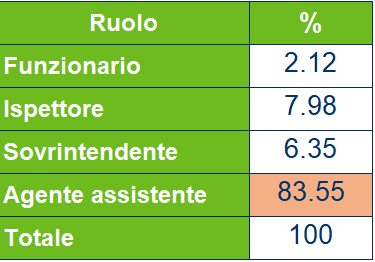 Ruolo %
Funzionario 2.12
Ispettore 7.98
Sovrintendente 6.35
Agente assistente 83.55
Totale 100